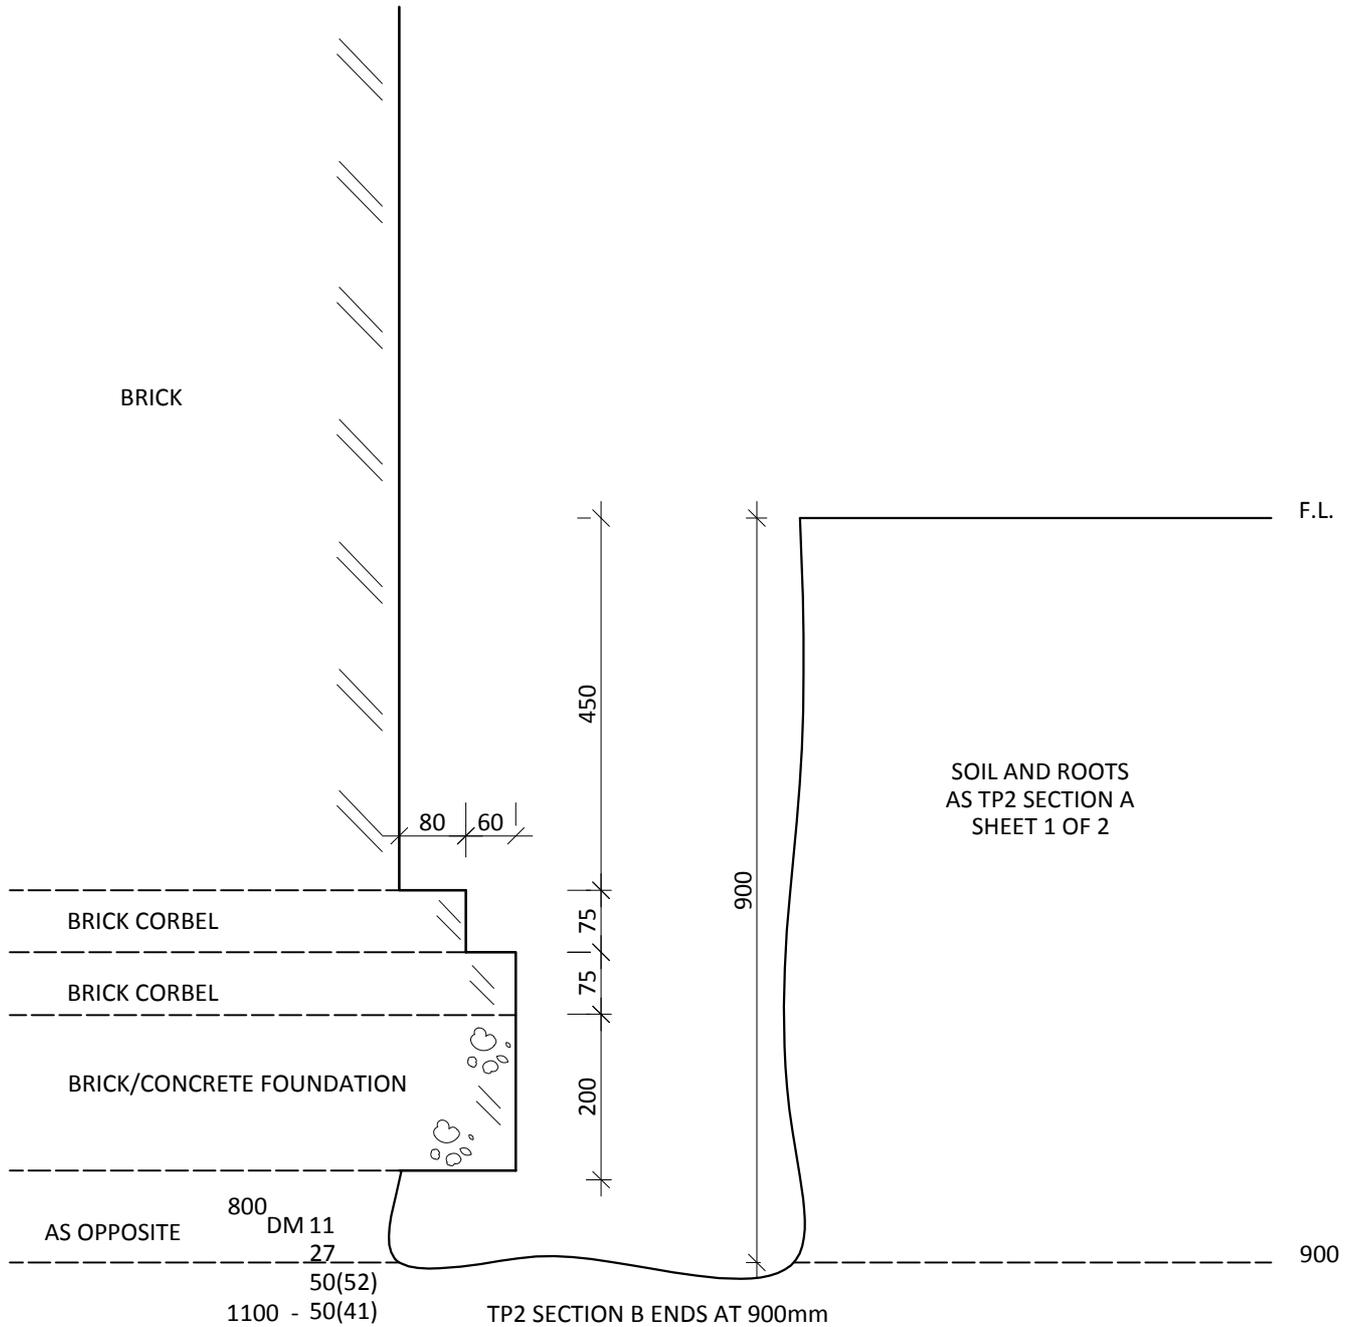 BRICK
F.L.
450
SOIL AND ROOTS
AS TP2 SECTION A
SHEET 1 OF 2
80 60
900
BRICK CORBEL
75
75
BRICK CORBEL
BRICK/CONCRETE FOUNDATION
200
800
DM 11
AS OPPOSITE
27
900
50(52)
1100 - 50(41)
TP2 SECTION B ENDS AT 900mm